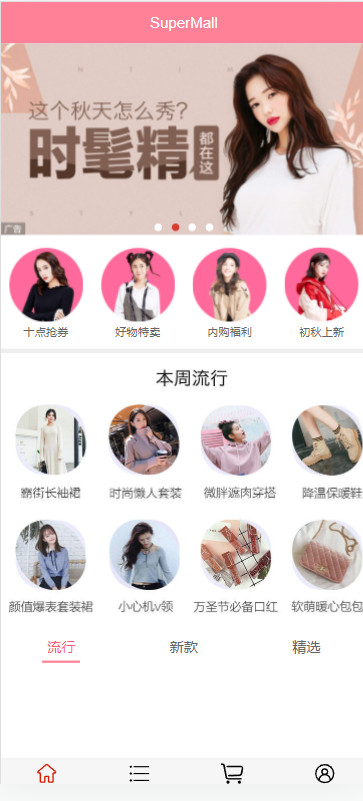 SuperMall
这个秋天怎么秀?
时髦精
都在这
广告
十点抢券 好物特卖 内购福利 初秋上新
本周流行
霸街长袖裙 时尚懒人套装 微胖遮肉穿搭 降温保暖鞋
颜值爆表套装裙 小心机v领 万圣节必备口红 软萌暖心包包
流行 新款 精选